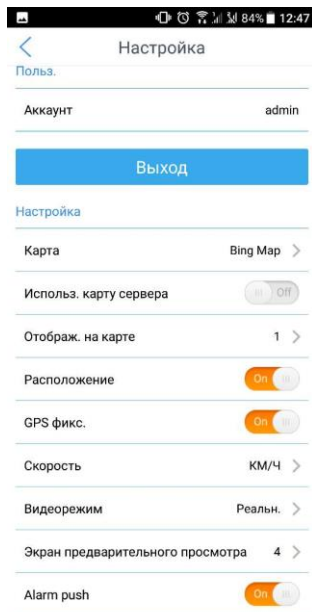 84% 12:47
Настройка
Польз.
Аккаунт admin
Выход
Настройка
Карта Bing Map
Использ. карту сервера Off
Отображ. на карте 1
Расположение On
GPS фикс. On
Скорость КМ/Ч
Видеорежим Реальн.
Экран предварительного просмотра 4
Alarm push On